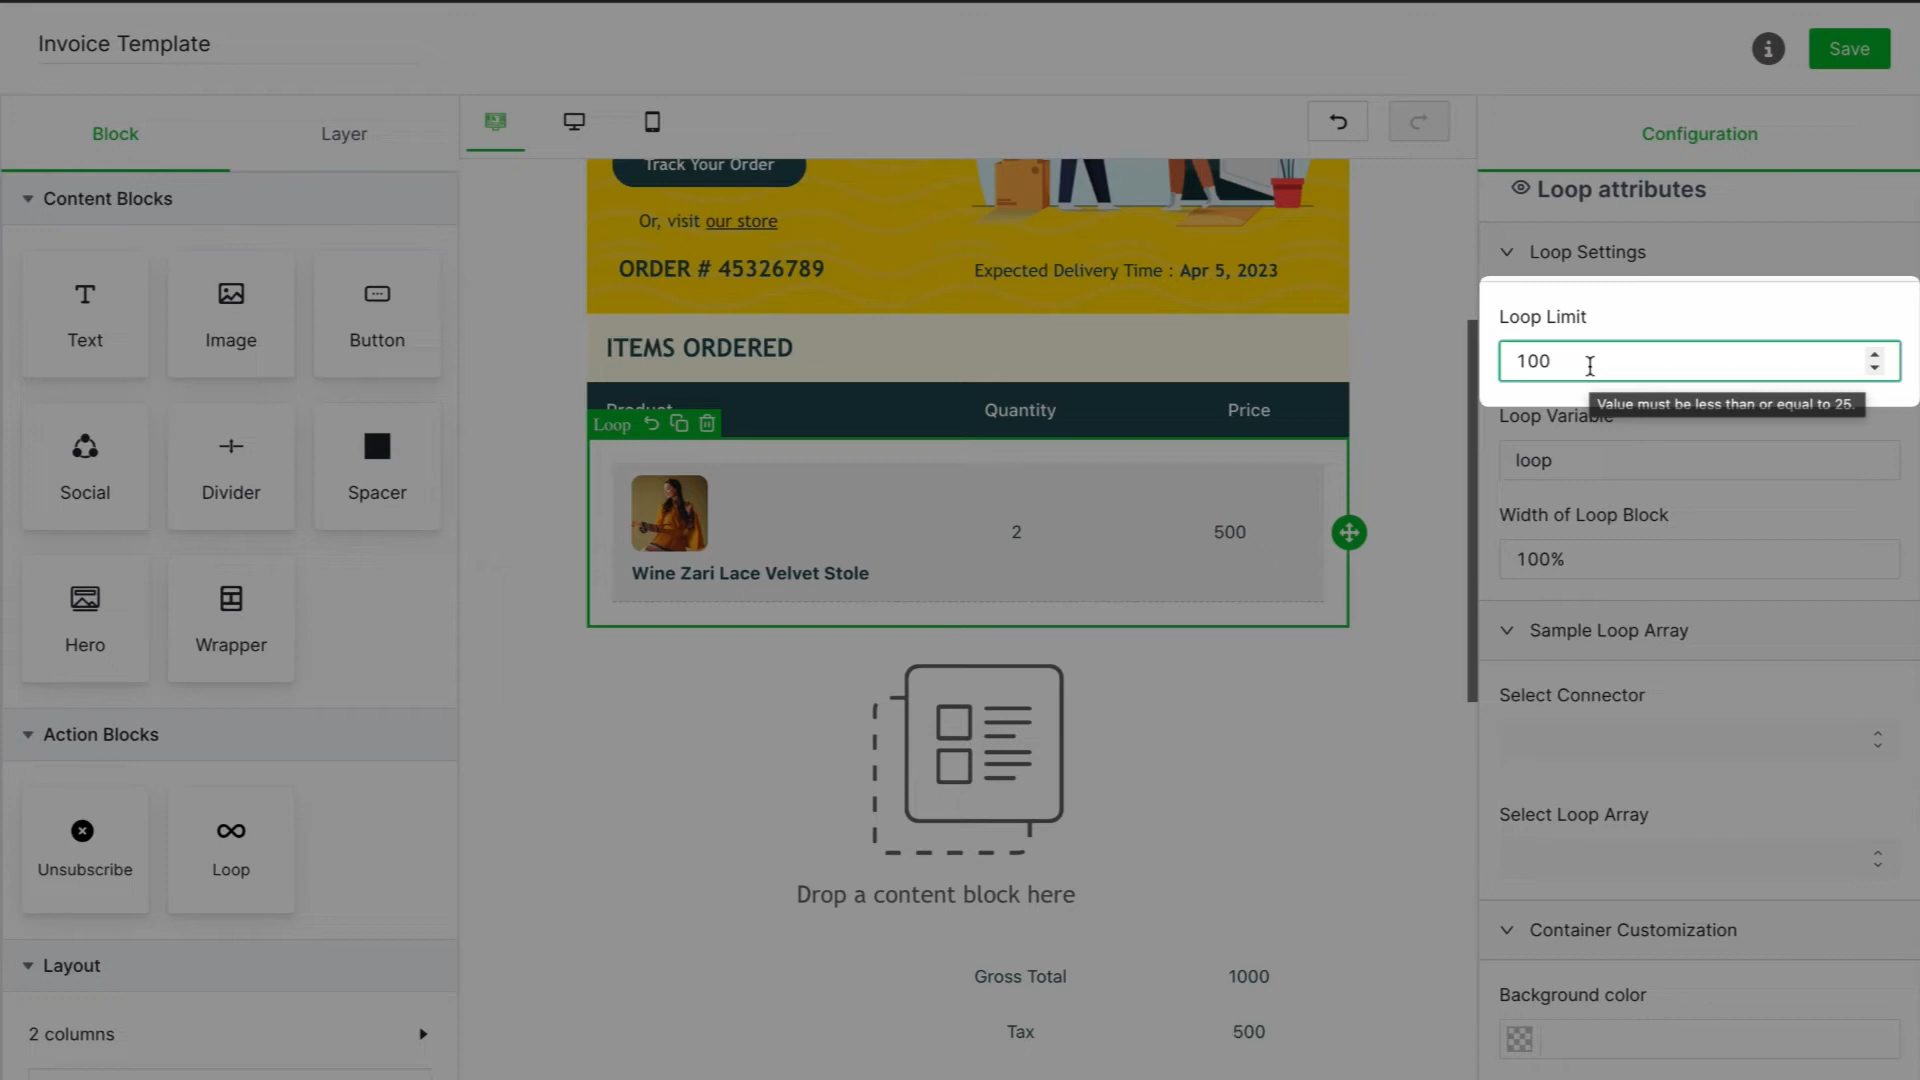 Invoice Template
Save
Block
Layer
Configuration
Content Blocks
Text
Image
Button
Social
Divider
Spacer
Hero
Wrapper
Action Blocks
Unsubscribe
Loop
Layout
2 columns
Track Your Order
Or, visit our store
ORDER # 45326789
Expected Delivery Time : Apr 5, 2023
ITEMS ORDERED
Product
Quantity
Price
Loop
2
500
Wine Zari Lace Velvet Stole
Drop a content block here
Gross Total
1000
Tax
500
Loop attributes
Loop Settings
Loop Limit
100
Value must be less than or equal to 25.
Loop Variable
loop
Width of Loop Block
100%
Sample Loop Array
Select Connector
Select Loop Array
Container Customization
Background color